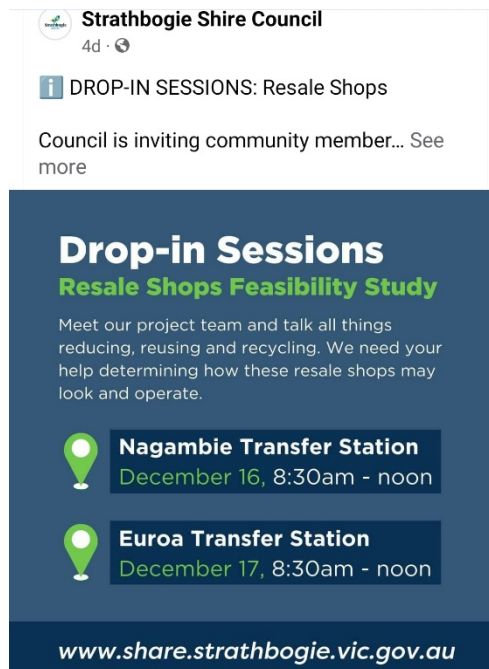 Strathbogie Shire Council
4d ·
DROP-IN SESSIONS: Resale Shops
Council is inviting community member... See
more
Drop-in Sessions
Resale Shops Feasibility Study
Meet our project team and talk all things
reducing, reusing and recycling. We need your
help determining how these resale shops may
look and operate.
Nagambie Transfer Station
December 16, 8:30am - noon
Euroa Transfer Station
December 17, 8:30am - noon
www.share.strathbogie.vic.gov.au